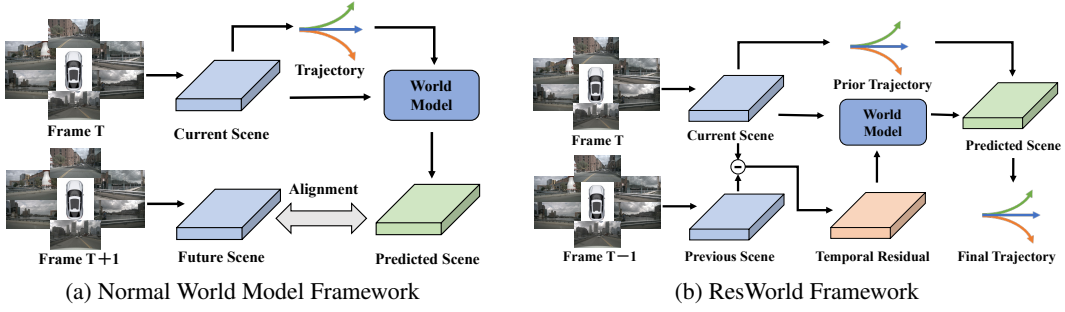 Trajectory
World
Model
Frame T
Current Scene
Alignment
Frame T+1
Future Scene
Predicted Scene
(a) Normal World Model Framework
Prior Trajectory
World
Model
Frame T
Current Scene
Predicted Scene
Frame T−1
Previous Scene
Temporal Residual
Final Trajectory
(b) ResWorld Framework